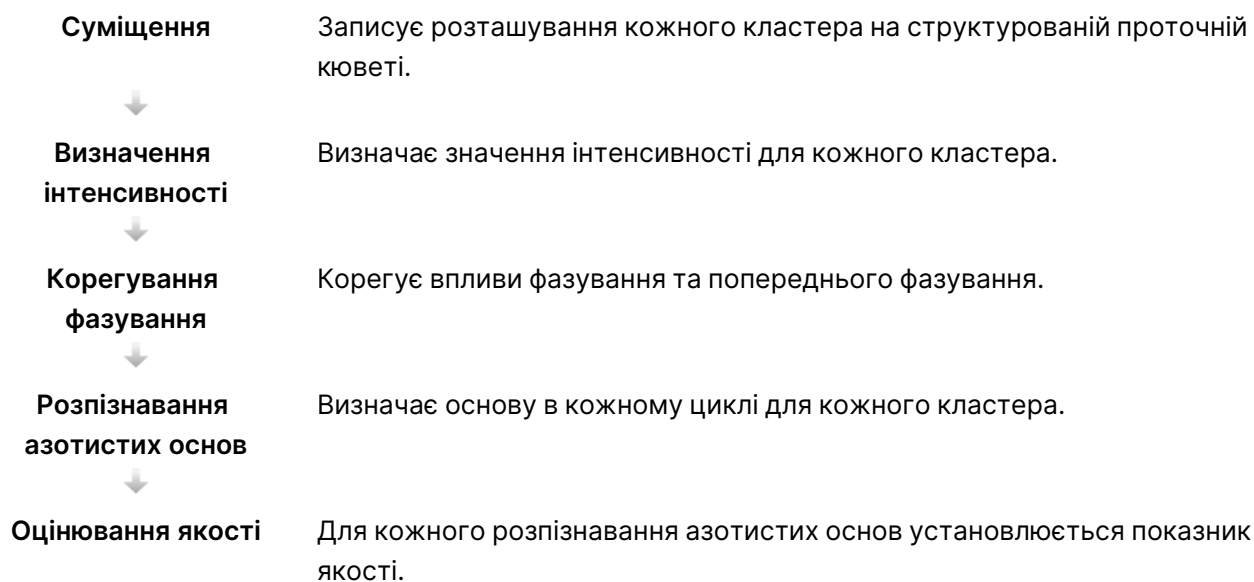 Суміщення
Записує розташування кожного кластера на структурованій проточній
кюветі.
Визначення
інтенсивності
Визначає значення інтенсивності для кожного кластера.
Корегування
фазування
Корегує впливи фазування та попереднього фазування.
Розпізнавання
азотистих основ
Визначає основу в кожному циклі для кожного кластера.
Оцінювання якості
Для кожного розпізнавання азотистих основ установлюється показник
якості.